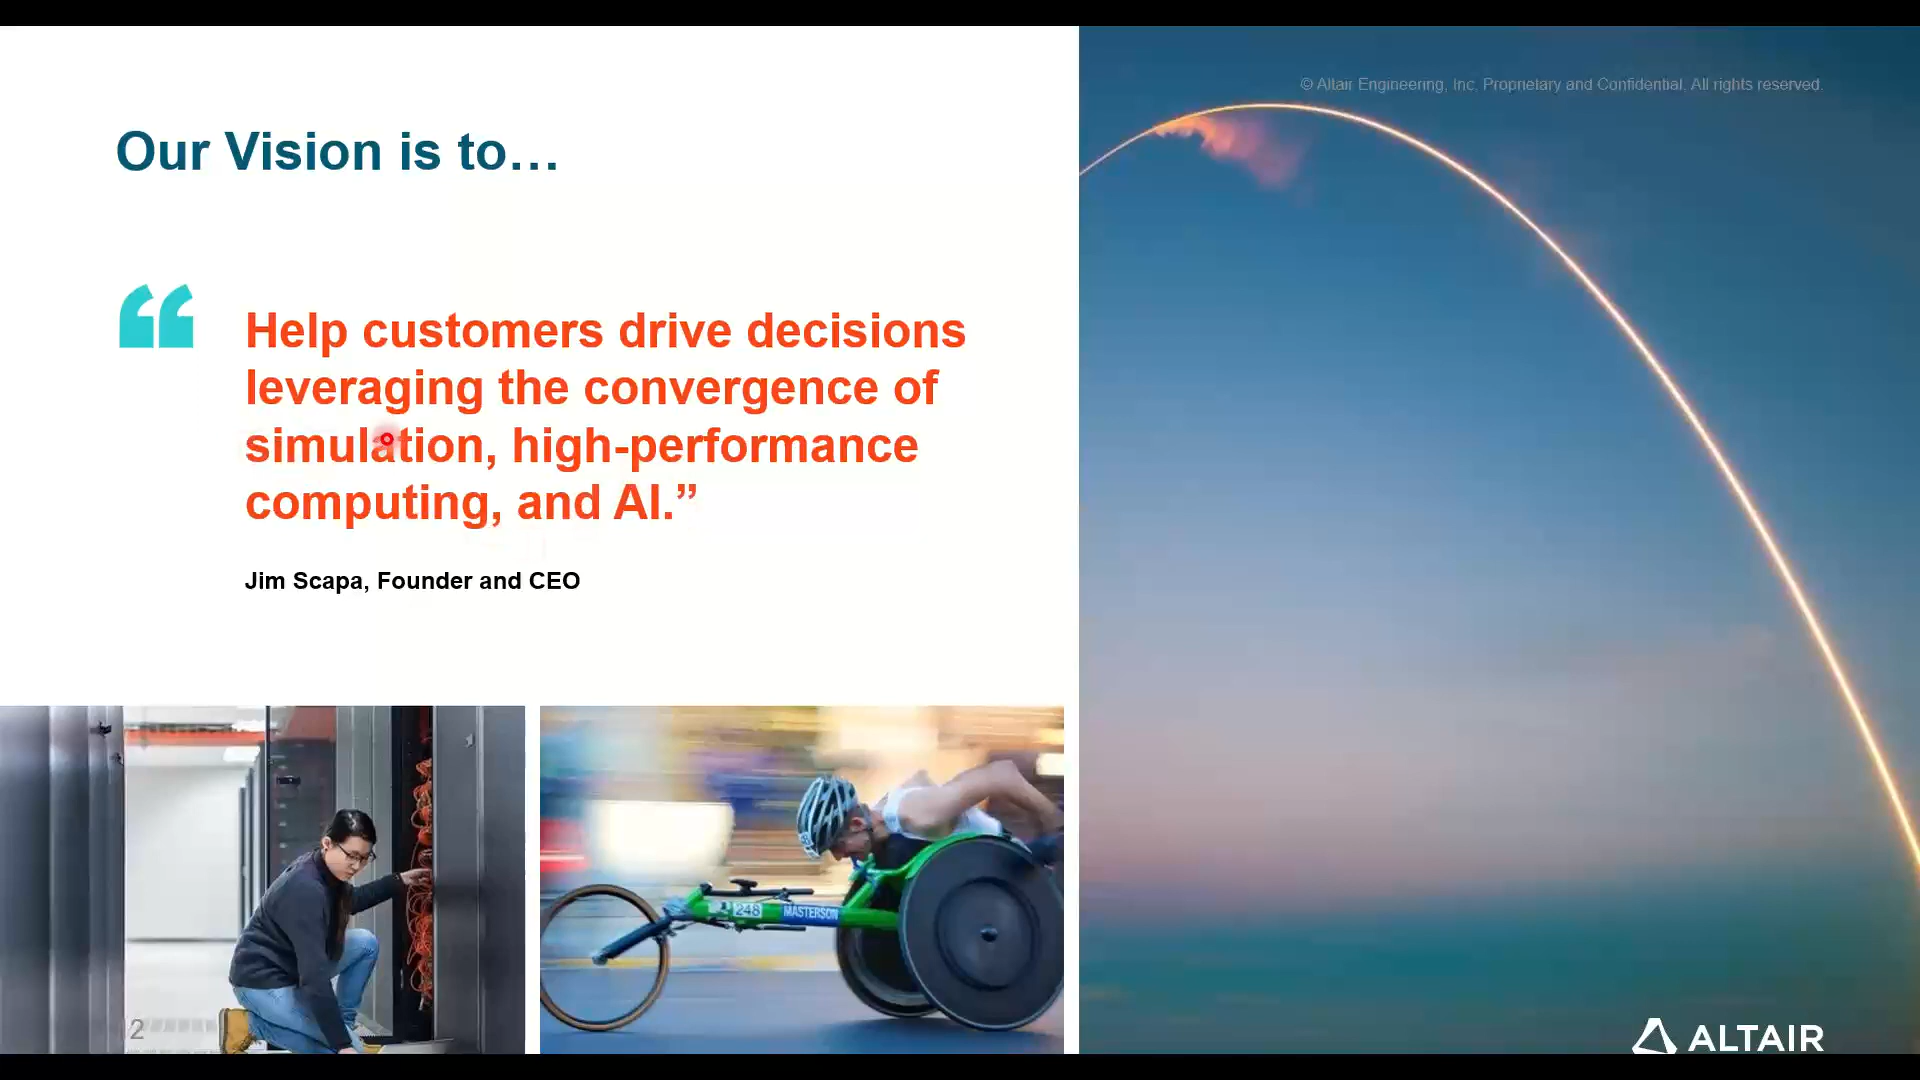 © Altair Engineering, Inc. Proprietary and Confidential. All rights reserved.
Our Vision is to…
“
Help customers drive decisions
leveraging the convergence of
simulation, high-performance
computing, and AI.”
Jim Scapa, Founder and CEO
248 MASTERSON
2
ALTAIR